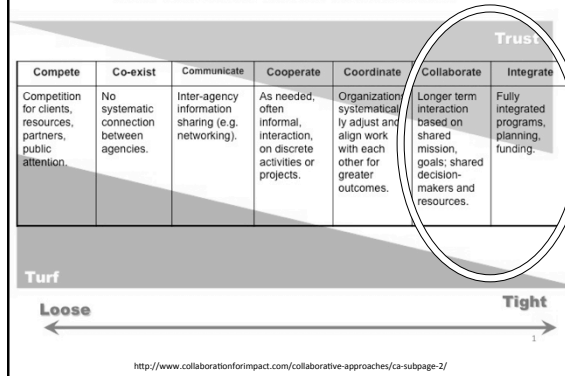 Trust
Compete
Co-exist
Communicate
Cooperate
Coordinate
Collaborate
Integrate
Competition
for clients,
resources,
partners,
public
attention.
No
systematic
connection
between
agencies.
Inter-agency
information
sharing (e.g.
networking).
As needed,
often
informal,
interaction,
on discrete
activities or
projects.
Organization
systematical
ly adjust and
align work
with each
other for
greater
outcomes.
Longer term
interaction
based on
shared
mission,
goals; shared
decision-
makers and
resources.
Fully
integrated
programs,
planning,
funding.
Turf
Loose
Tight
1
http://www.collaborationforimpact.com/collaborative-approaches/ca-subpage-2/